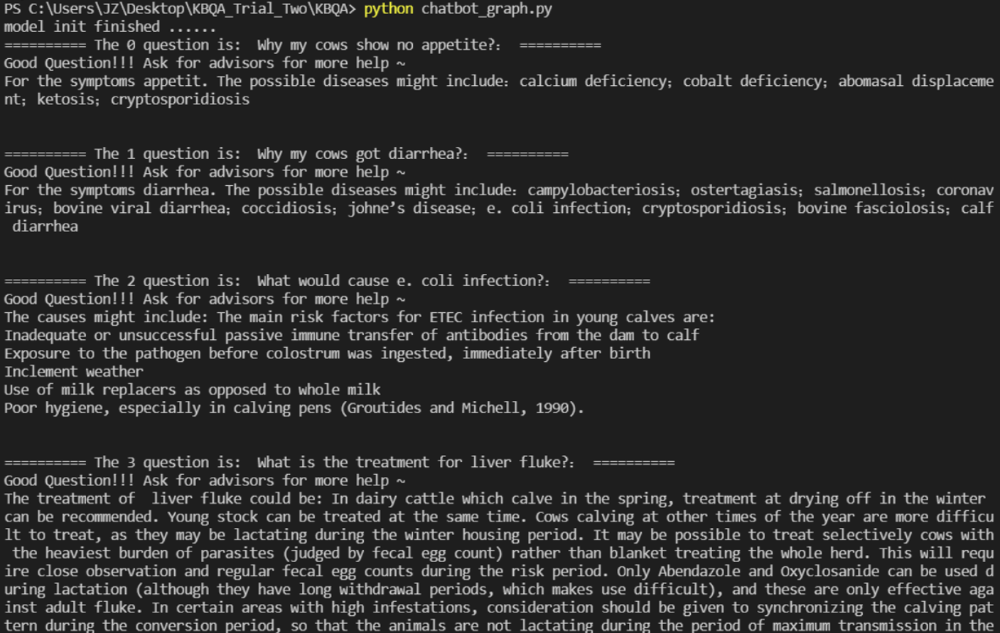 PS C:\Users\JZ\Desktop\KBQA_Trial_Two\KBQA> python chatbot_graph.py
model init finished ......
========== The 0 question is:  Why my cows show no appetite?:  ==========
Good Question!!! Ask for advisors for more help ~
For the symptoms appetit. The possible diseases might include: calcium deficiency; cobalt deficiency; abomasal displaceme
nt; ketosis; cryptosporidiosis
========== The 1 question is:  Why my cows got diarrhea?:  ==========
Good Question!!! Ask for advisors for more help ~
For the symptoms diarrhea. The possible diseases might include: campylobacteriosis; ostertagiasis; salmonellosis; coronav
irus; bovine viral diarrhea; coccidiosis; johne’s disease; e. coli infection; cryptosporidiosis; bovine fasciolosis; calf
 diarrhea
========== The 2 question is:  What would cause e. coli infection?:  ==========
Good Question!!! Ask for advisors for more help ~
The causes might include: The main risk factors for ETEC infection in young calves are:
Inadequate or unsuccessful passive immune transfer of antibodies from the dam to calf
Exposure to the pathogen before colostrum was ingested, immediately after birth
Inclement weather
Use of milk replacers as opposed to whole milk
Poor hygiene, especially in calving pens (Groutides and Michell, 1990).
========== The 3 question is:  What is the treatment for liver fluke?:  ==========
Good Question!!! Ask for advisors for more help ~
The treatment of  liver fluke could be: In dairy cattle which calve in the spring, treatment at drying off in the winter
can be recommended. Young stock can be treated at the same time. Cows calving at other times of the year are more difficu
lt to treat, as they may be lactating during the winter housing period. It may be possible to treat selectively cows with
 the heaviest burden of parasites (judged by fecal egg count) rather than blanket treating the whole herd. This will requ
ire close observation and regular fecal egg counts during the risk period. Only Abendazole and Oxyclosanide can be used d
uring lactation (although they have long withdrawal periods, which makes use difficult), and these are only effective aga
inst adult fluke. In certain areas with high infestations, consideration should be given to synchronizing the calving pat
tern during the conversion period, so that the animals are not lactating during the period of maximum transmission in the